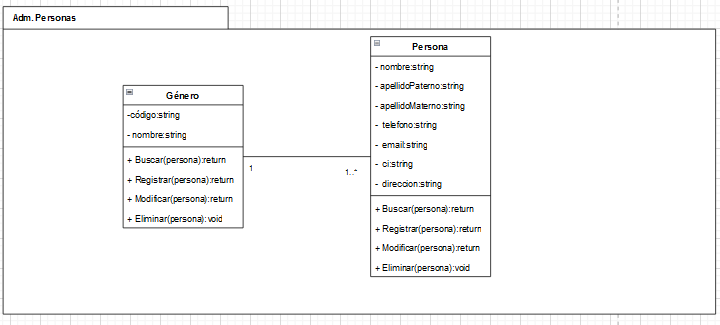 Adm. Personas
Género
-código:string
- nombre:string
+ Buscar(persona):return
+ Registrar(persona):return
+ Modificar(persona):return
+ Eliminar(persona):void
1
1..*
Persona
- nombre:string
- apellidoPaterno:string
- apellidoMaterno:string
- telefono:string
- email:string
- ci:string
- direccion:string
+ Buscar(persona):return
+ Registrar(persona):return
+ Modificar(persona):return
+ Eliminar(persona):void